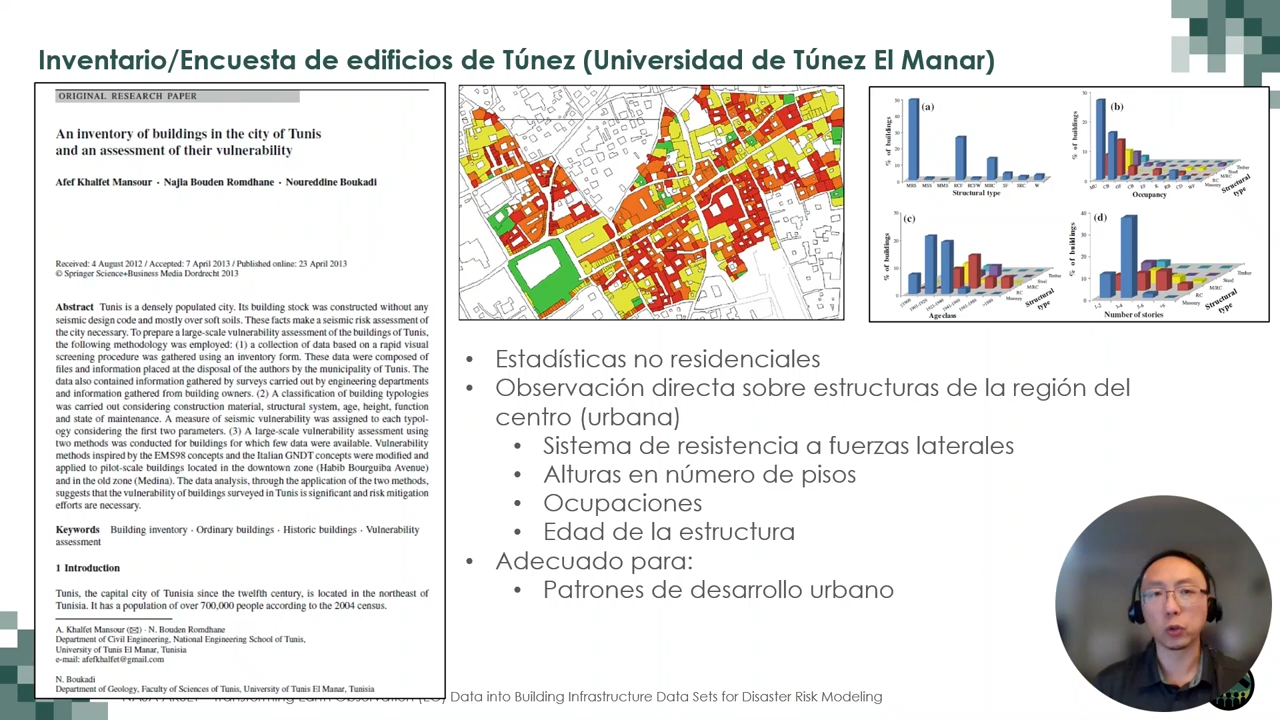 Inventario/Encuesta de edificios de Túnez (Universidad de Túnez El Manar)
ORIGINAL RESEARCH PAPER
An inventory of buildings in the city of Tunis
and an assessment of their vulnerability
Afef Khalfet Mansour · Najla Bouden Romdhane · Noureddine Boukadi
Received: 4 August 2012 / Accepted: 7 April 2013 / Published online: 23 April 2013
© Springer Science+Business Media Dordrecht 2013
Abstract Tunis is a densely populated city. Its building stock was constructed without any
seismic design code and mostly over soft soils. These facts make a seismic risk assessment of
the city necessary. To prepare a large-scale vulnerability assessment of the buildings of Tunis,
the following methodology was employed: (1) a collection of data based on a rapid visual
screening procedure was gathered using an inventory form. These data were composed of
files and information placed at the disposal of the authors by the municipality of Tunis. The
data also contained information gathered by surveys carried out by engineering departments
and information gathered from building owners. (2) A classification of building typologies
was carried out considering construction material, structural system, age, height, function
and state of maintenance. A measure of seismic vulnerability was assigned to each typol-
ogy considering the first two parameters. (3) A large-scale vulnerability assessment using
two methods was conducted for buildings for which few data were available. Vulnerability
methods inspired by the EMS98 concepts and the Italian GNDT concepts were modified and
applied to pilot-scale buildings located in the downtown zone (Habib Bourguiba Avenue)
and in the old zone (Medina). The data analysis, through the application of the two methods,
suggests that the vulnerability of buildings surveyed in Tunis is significant and risk mitigation
efforts are necessary.
Keywords Building inventory · Ordinary buildings · Historic buildings · Vulnerability
assessment
1 Introduction
Tunis, the capital city of Tunisia since the twelfth century, is located in the northeast of
Tunisia. It has a population of over 700,000 people according to the 2004 census.
A. Khalfet Mansour (✉) · N. Bouden Romdhane
Department of Civil Engineering, National Engineering School of Tunis,
University of Tunis El Manar, Tunisia
e-mail: afefkhalfet@gmail.com
N. Boukadi
Department of Geology, Faculty of Sciences of Tunis, University of Tunis El Manar, Tunisia
(a)
% of buildings
Structural type
(b)
% of buildings
Occupancy
Structural type
(c)
% of buildings
Age class
Structural type
(d)
% of buildings
Number of stories
Structural type
• Estadísticas no residenciales
• Observación directa sobre estructuras de la región del
centro (urbana)
• Sistema de resistencia a fuerzas laterales
• Alturas en número de pisos
• Ocupaciones
• Edad de la estructura
• Adecuado para:
• Patrones de desarrollo urbano
Data into Building Infrastructure Data Sets for Disaster Risk Modeling